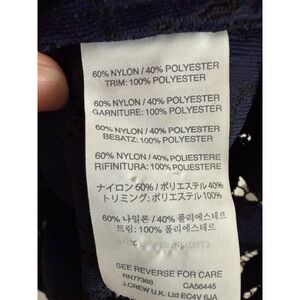 60% NYLON / 40% POLYESTER
TRIM: 100% POLYESTER
60% NYLON / 40% POLYESTER
GARNITURE: 100% POLYESTER
60% NYLON / 40% POLYESTER
BESATZ: 100% POLYESTER
60% NYLON / 40% POLIESTERE
RIFINITURA: 100% POLIESTERE
ナイロン 60% / ポリエステル 40%
トリミング: ポリエステル 100%
60% 나일론 / 40% 폴리에스테르
트림: 100% 폴리에스테르
SEE REVERSE FOR CARE
RN77388 CA56445
J.CREW U.K. Ltd EC4V 6JA